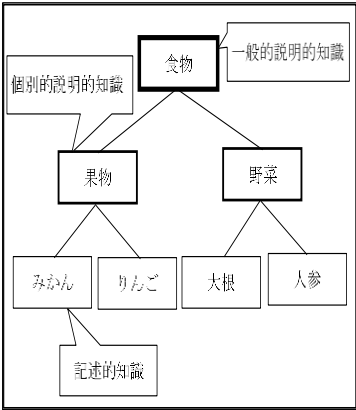 食物
一般的説明的知識
個別的説明的知識
果物
野菜
みかん
りんご
大根
人参
記述的知識